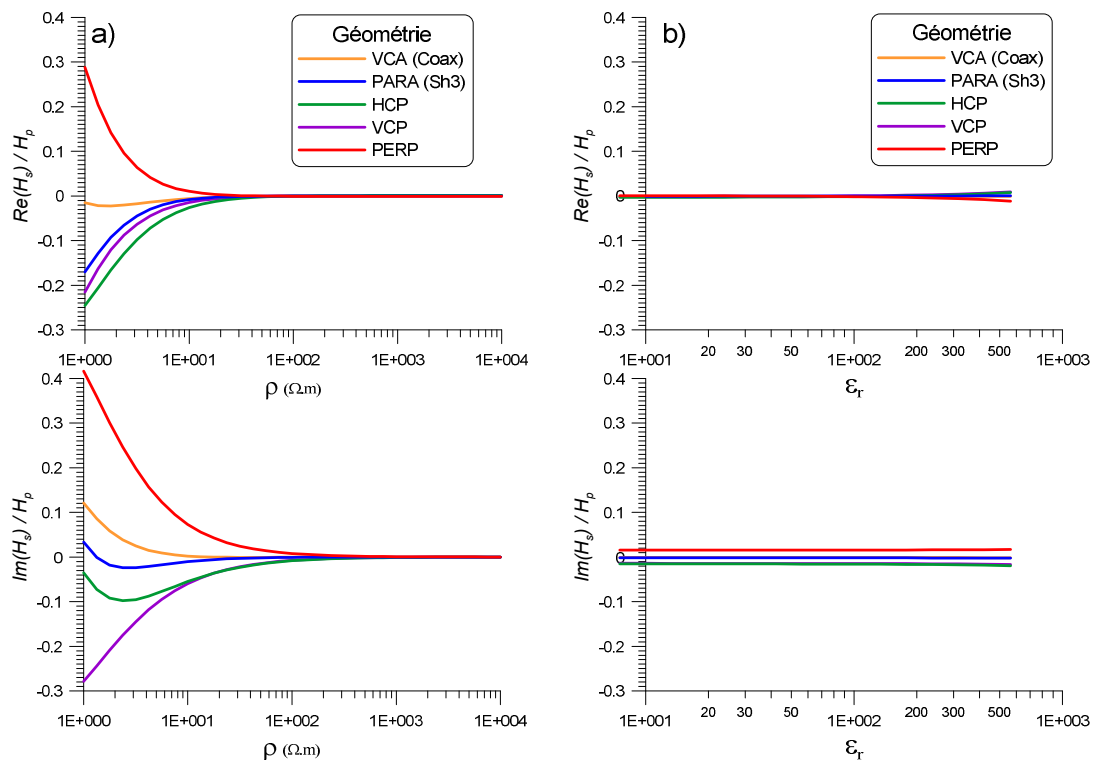 a)
Géométrie
VCA (Coax)
PARA (Sh3)
HCP
VCP
PERP
0.4
0.3
0.2
0.1
0
-0.1
-0.2
-0.3
Re(Hs) / Hp
1E+000 1E+001 1E+002 1E+003 1E+004
ρ (Ω.m)
b)
Géométrie
VCA (Coax)
PARA (Sh3)
HCP
VCP
PERP
0.4
0.3
0.2
0.1
0
-0.1
-0.2
-0.3
Re(Hs) / Hp
1E+001 20 30 50 1E+002 200 300 500 1E+003
εr
0.4
0.3
0.2
0.1
0
-0.1
-0.2
-0.3
Im(Hs) / Hp
1E+000 1E+001 1E+002 1E+003 1E+004
ρ (Ω.m)
0.4
0.3
0.2
0.1
0
-0.1
-0.2
-0.3
Im(Hs) / Hp
1E+001 20 30 50 1E+002 200 300 500 1E+003
εr